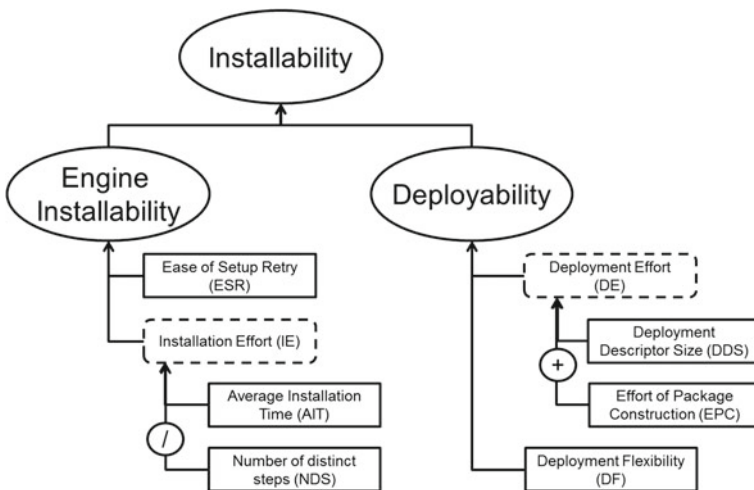 Installability
Engine
Installability
Deployability
Ease of Setup Retry
(ESR)
Installation Effort (IE)
Average Installation
Time (AIT)
/
Number of distinct
steps (NDS)
Deployment Effort
(DE)
Deployment
Descriptor Size (DDS)
+
Effort of Package
Construction (EPC)
Deployment Flexibility
(DF)